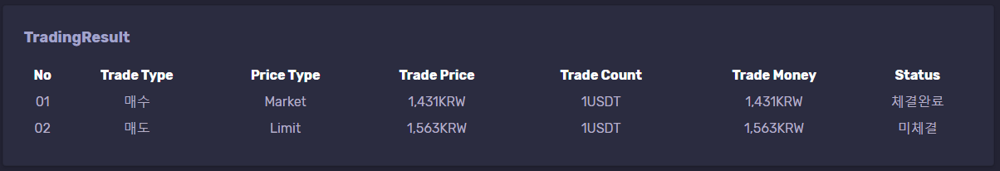 TradingResult
No Trade Type Price Type Trade Price Trade Count Trade Money Status
01 매수 Market 1,431KRW 1USDT 1,431KRW 체결완료
02 매도 Limit 1,563KRW 1USDT 1,563KRW 미체결